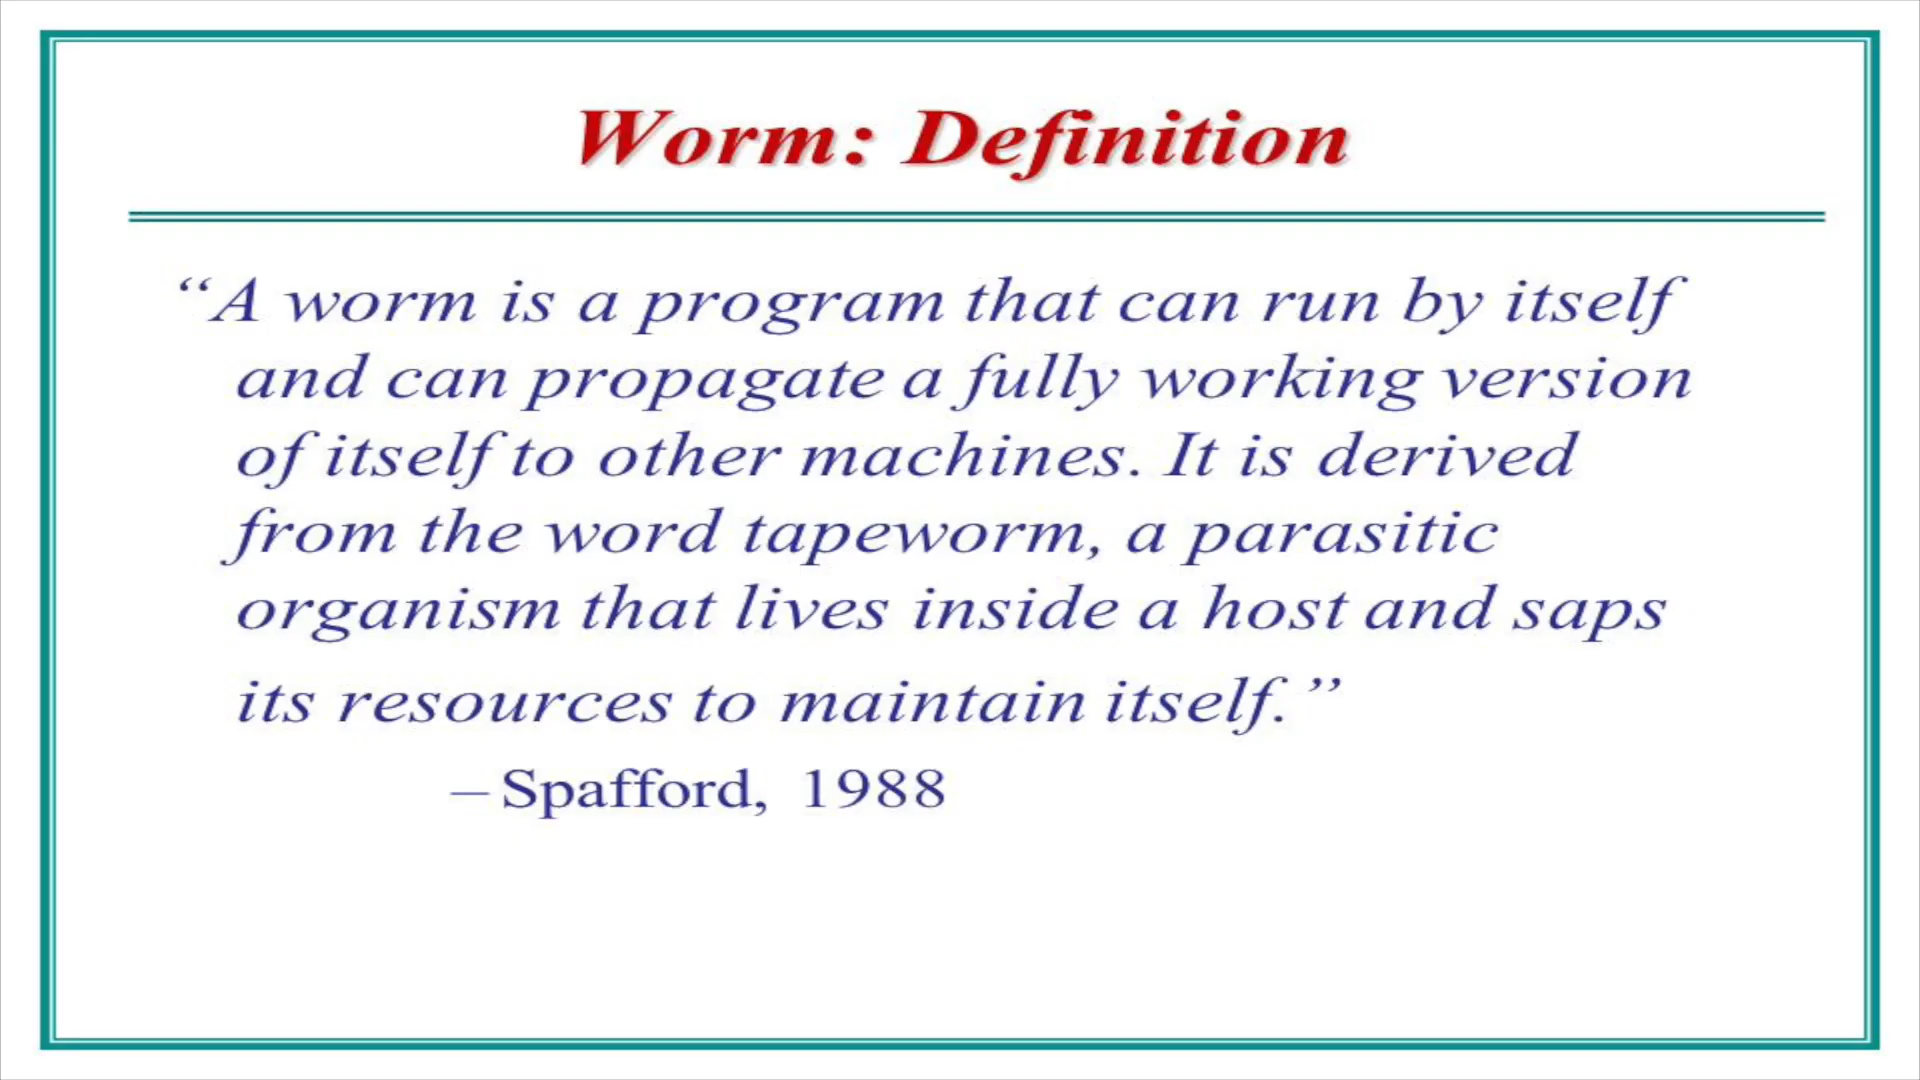 Worm: Definition
“A worm is a program that can run by itself
and can propagate a fully working version
of itself to other machines. It is derived
from the word tapeworm, a parasitic
organism that lives inside a host and saps
its resources to maintain itself.”
– Spafford, 1988